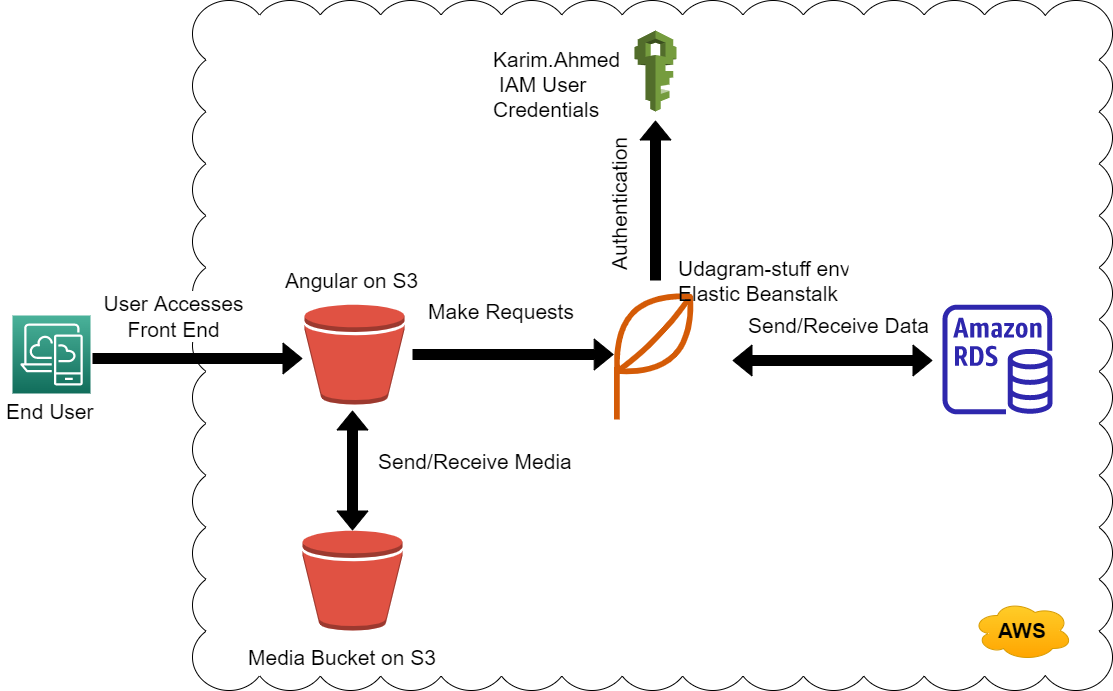 Karim.Ahmed
IAM User
Credentials
Authentication
Udagram-stuff env
Elastic Beanstalk
Angular on S3
User Accesses
Front End
Make Requests
Send/Receive Data
Amazon
RDS
End User
Send/Receive Media
Media Bucket on S3
AWS